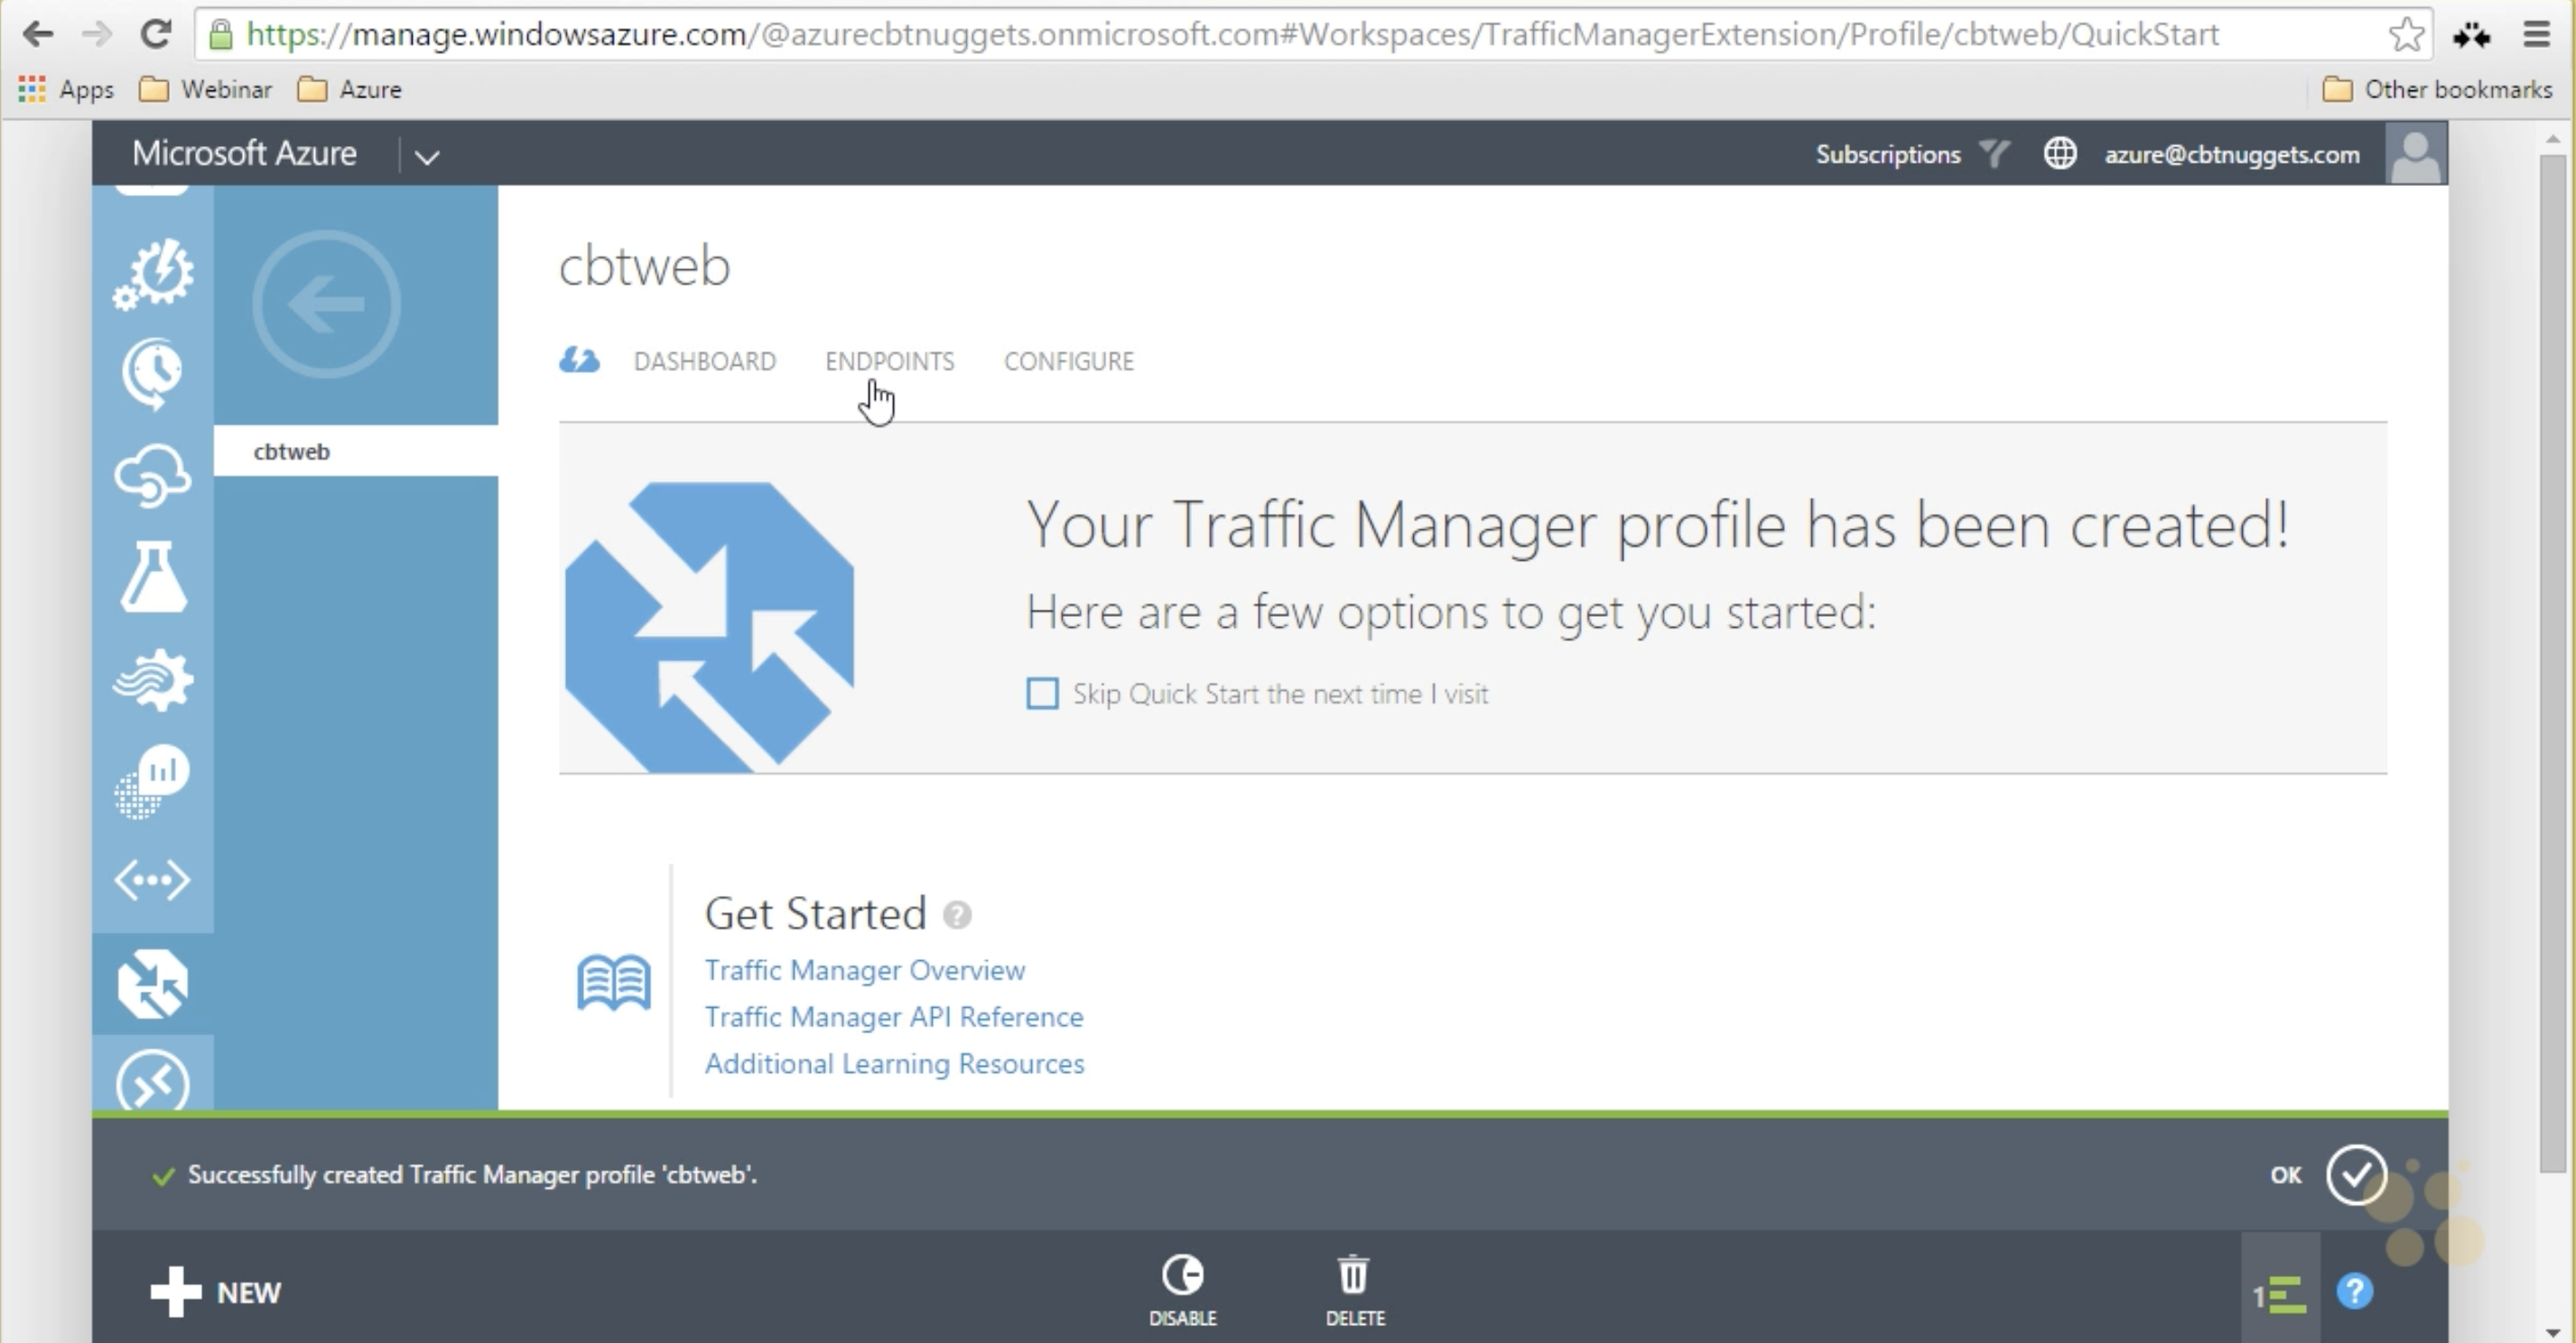 https://manage.windowsazure.com/@azurecbtnuggets.onmicrosoft.com#Workspaces/TrafficManagerExtension/Profile/cbtweb/QuickStart
Apps Webinar Azure Other bookmarks
Microsoft Azure Subscriptions azure@cbtnuggets.com
cbtweb
DASHBOARD ENDPOINTS CONFIGURE
cbtweb
Your Traffic Manager profile has been created!
Here are a few options to get you started:
Skip Quick Start the next time I visit
Get Started ?
Traffic Manager Overview
Traffic Manager API Reference
Additional Learning Resources
Successfully created Traffic Manager profile 'cbtweb'. OK
NEW DISABLE DELETE 1 ?